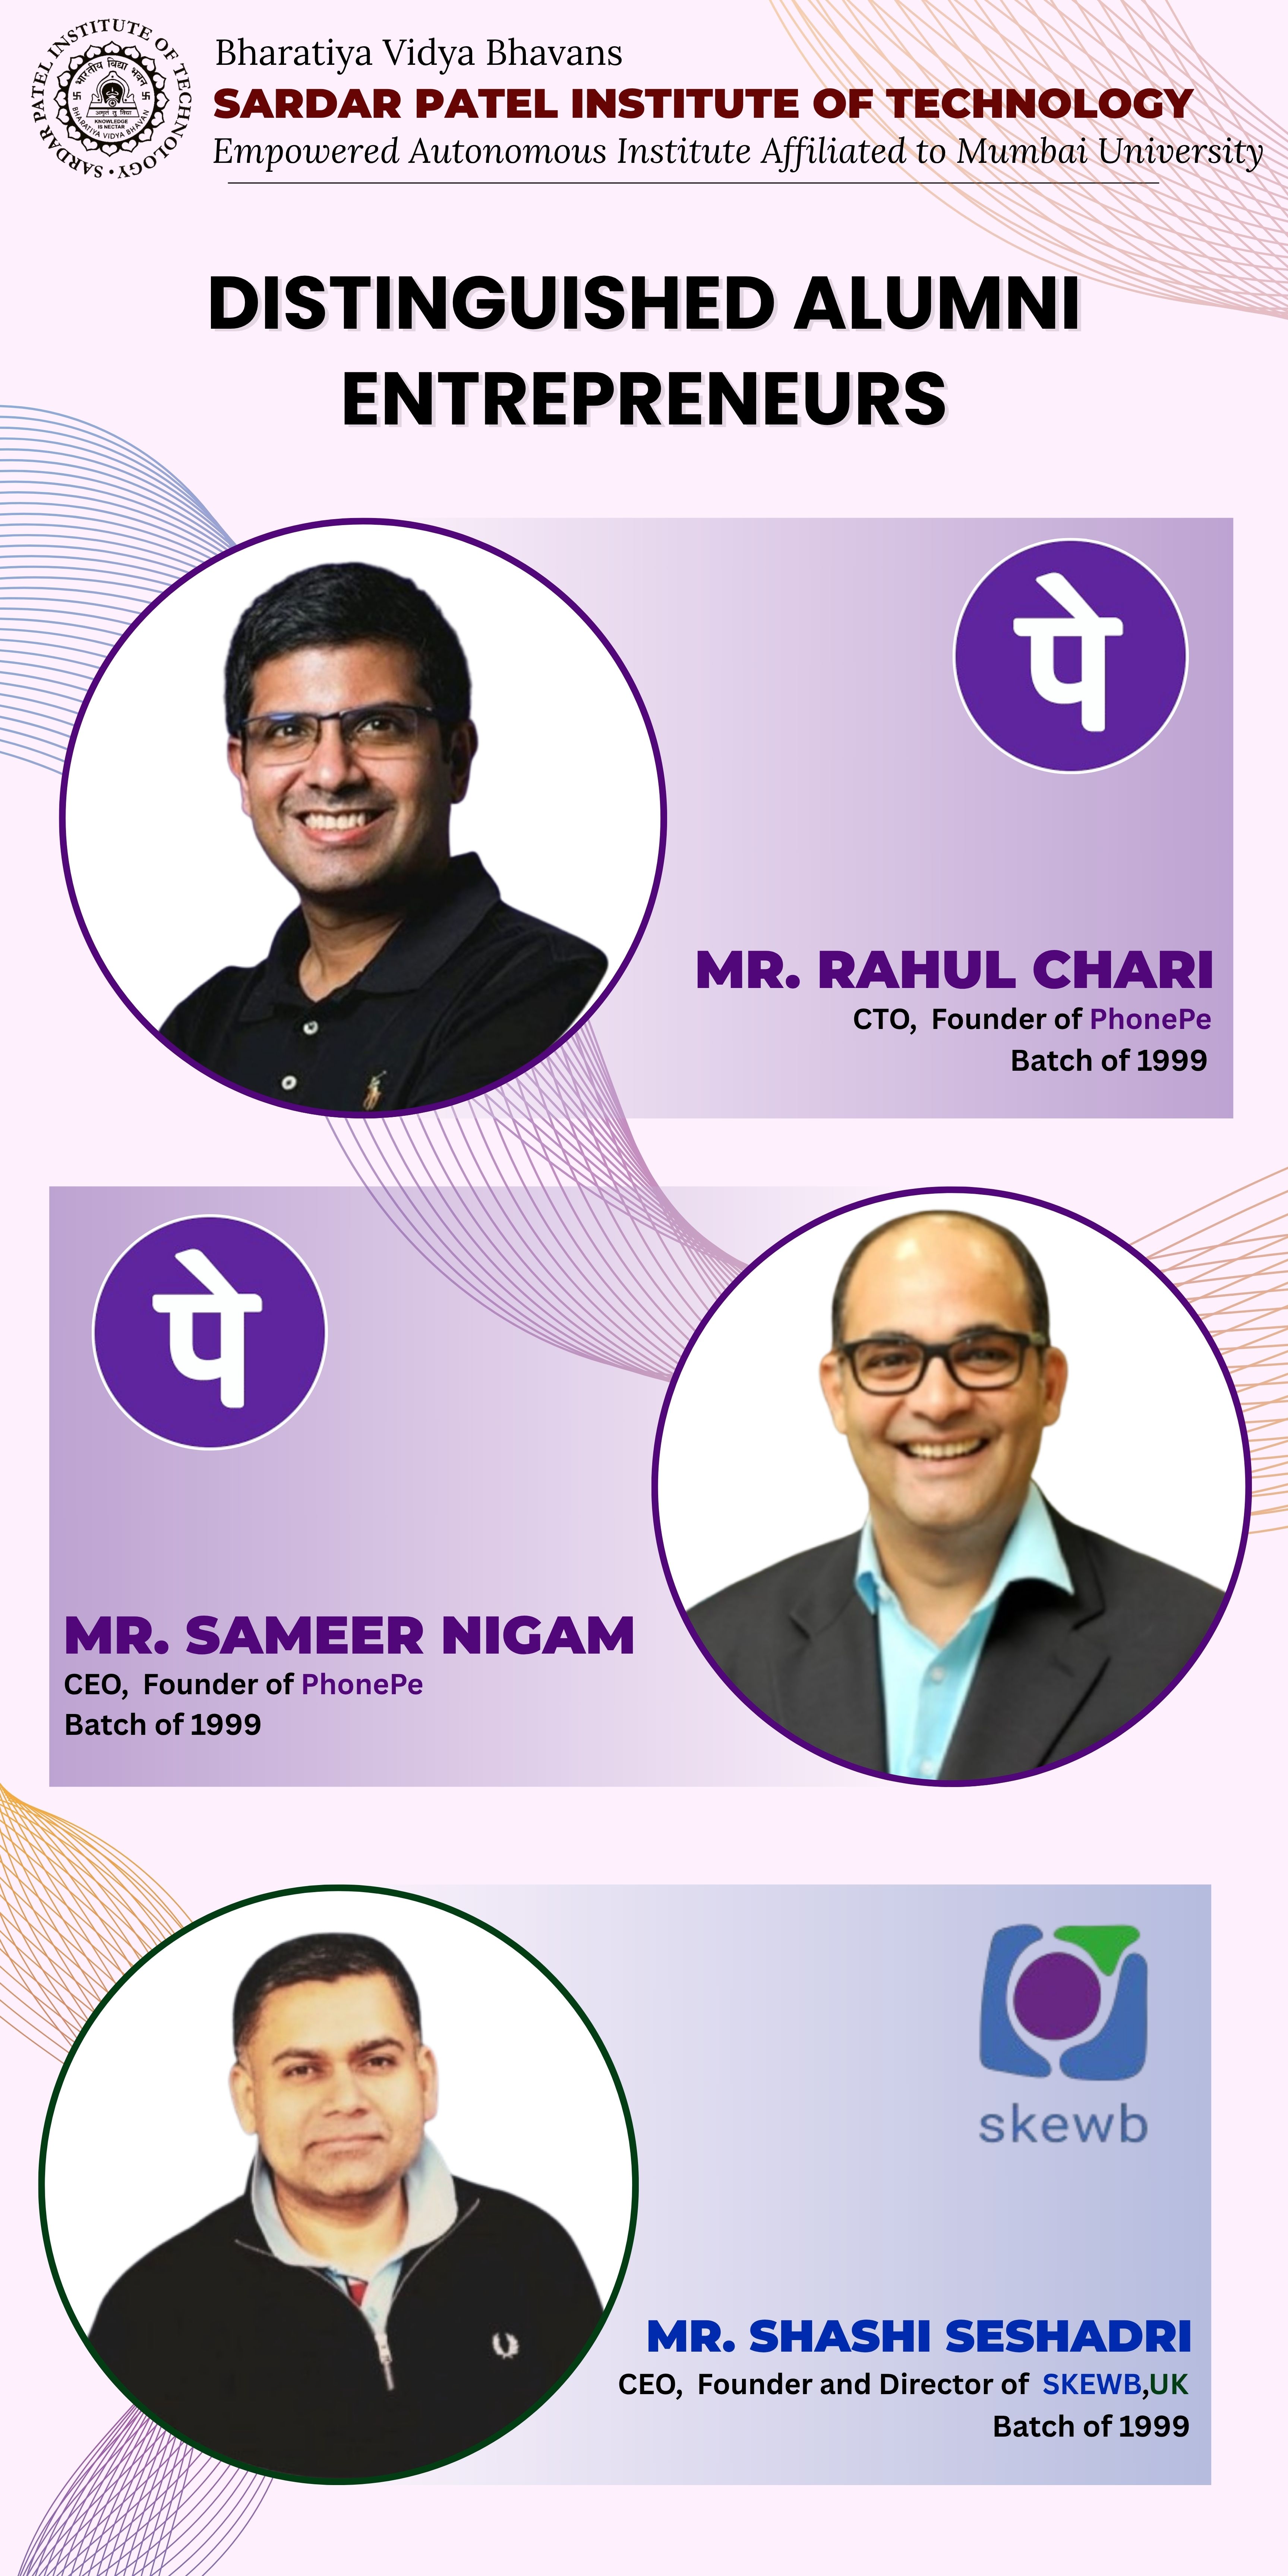 SARDAR PATEL INSTITUTE OF TECHNOLOGY
भारतीय विद्या भवन
अमृतं तु विद्या
KNOWLEDGE
IS NECTAR
BHARATIYA VIDYA BHAVAN
Bharatiya Vidya Bhavans
SARDAR PATEL INSTITUTE OF TECHNOLOGY
Empowered Autonomous Institute Affiliated to Mumbai University
DISTINGUISHED ALUMNI
ENTREPRENEURS
पे
MR. RAHUL CHARI
CTO, Founder of PhonePe
Batch of 1999
पे
MR. SAMEER NIGAM
CEO, Founder of PhonePe
Batch of 1999
skewb
MR. SHASHI SESHADRI
CEO, Founder and Director of SKEWB,UK
Batch of 1999